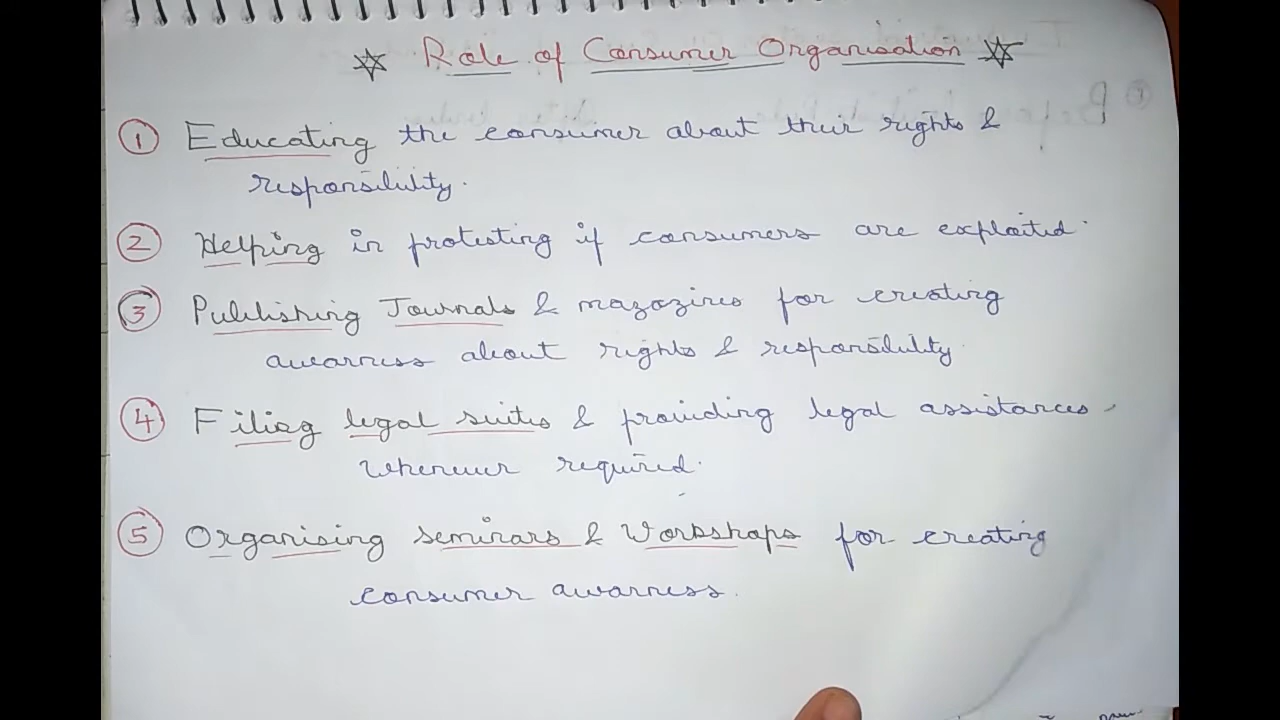 ☆ Role of Consumer Organisation ☆
① Educating the consumer about their rights &
responsibility.
② Helping in protesting if consumers are exploited.
③ Publishing Journals & magazines for creating
awarness about rights & responsibility.
④ Filing legal suites & providing legal assistances
whenever required.
⑤ Organising seminars & Workshops for creating
consumer awarness.